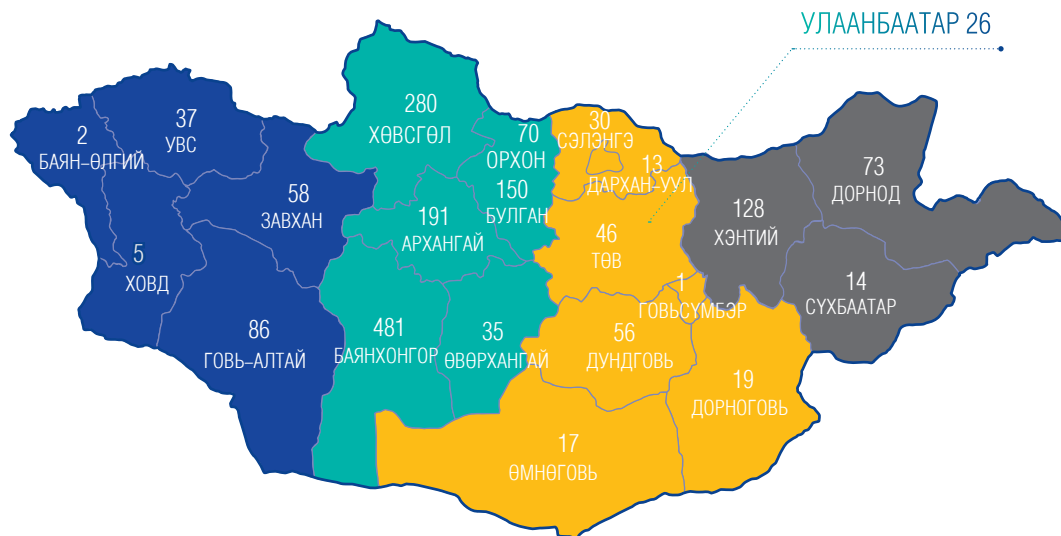 УЛААНБААТАР 26
2
БАЯН–ӨЛГИЙ
37
УВС
5
ХОВД
58
ЗАВХАН
86
ГОВЬ–АЛТАЙ
280
ХӨВСГӨЛ
70
ОРХОН
150
БУЛГАН
191
АРХАНГАЙ
481
БАЯНХОНГОР
35
ӨВӨРХАНГАЙ
30
СЭЛЭНГЭ
13
ДАРХАН–УУЛ
46
ТӨВ
1
ГОВЬСҮМБЭР
56
ДУНДГОВЬ
19
ДОРНОГОВЬ
17
ӨМНӨГОВЬ
128
ХЭНТИЙ
73
ДОРНОД
14
СҮХБААТАР